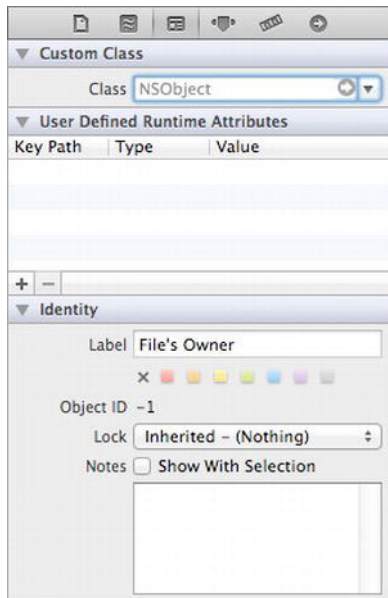 Custom Class
Class NSObject
User Defined Runtime Attributes
Key Path Type Value
Identity
Label File's Owner
Object ID -1
Lock Inherited - (Nothing)
Notes Show With Selection